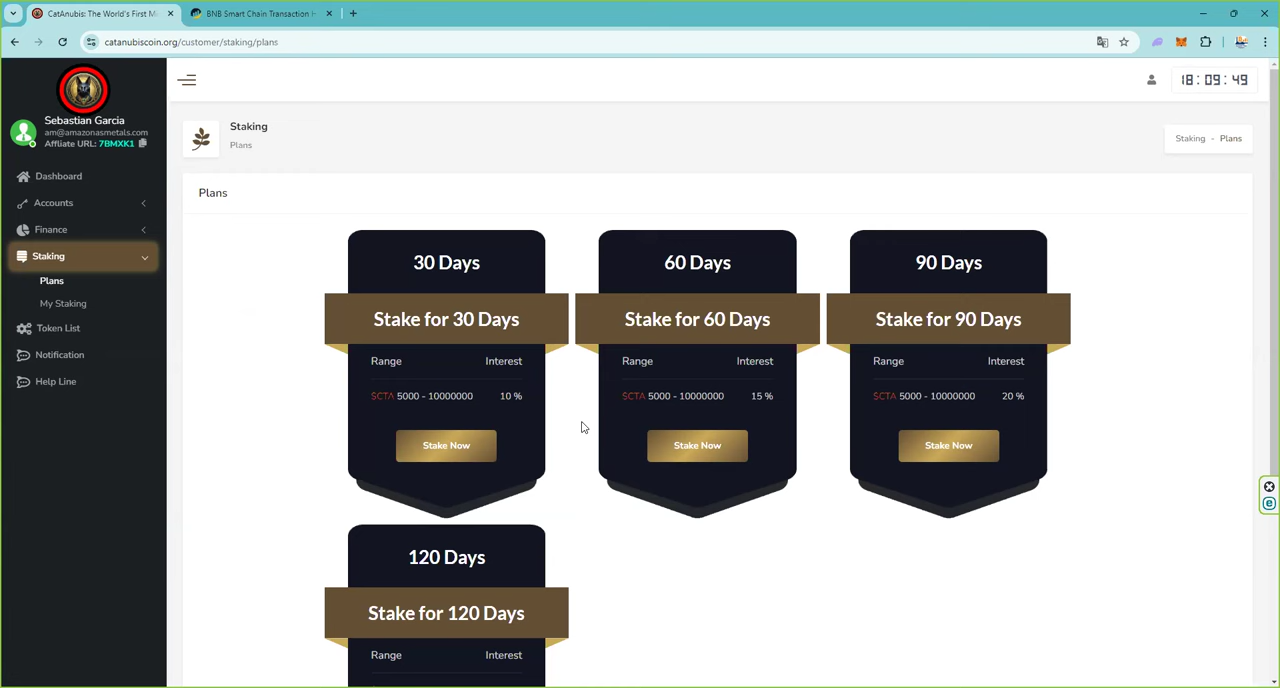 CatAnubis: The World's First M
BNB Smart Chain Transaction H
catanubiscoin.org/customer/staking/plans
Sebastian Garcia
am@amazonasmetals.com
Affliate URL: 7BMXK1
18:09:49
Dashboard
Accounts
Finance
Staking
Plans
My Staking
Token List
Notification
Help Line
Staking
Plans
Staking - Plans
Plans
30 Days
Stake for 30 Days
Range Interest
$CTA 5000 - 10000000 10 %
Stake Now
60 Days
Stake for 60 Days
Range Interest
$CTA 5000 - 10000000 15 %
Stake Now
90 Days
Stake for 90 Days
Range Interest
$CTA 5000 - 10000000 20 %
Stake Now
120 Days
Stake for 120 Days
Range Interest